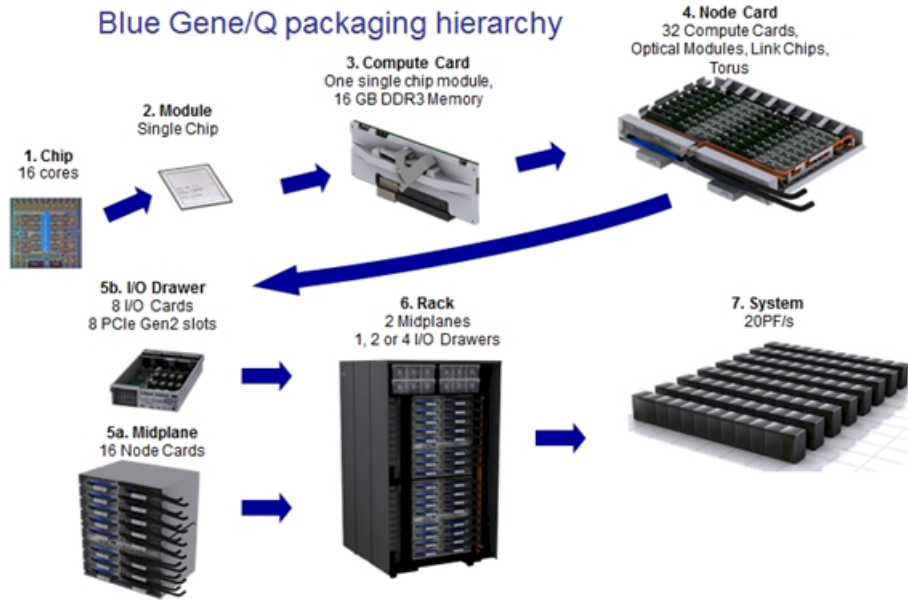 Blue Gene/Q packaging hierarchy
1. Chip
16 cores
2. Module
Single Chip
3. Compute Card
One single chip module,
16 GB DDR3 Memory
4. Node Card
32 Compute Cards,
Optical Modules, Link Chips,
Torus
5b. I/O Drawer
8 I/O Cards
8 PCIe Gen2 slots
5a. Midplane
16 Node Cards
6. Rack
2 Midplanes
1, 2 or 4 I/O Drawers
7. System
20PF/s